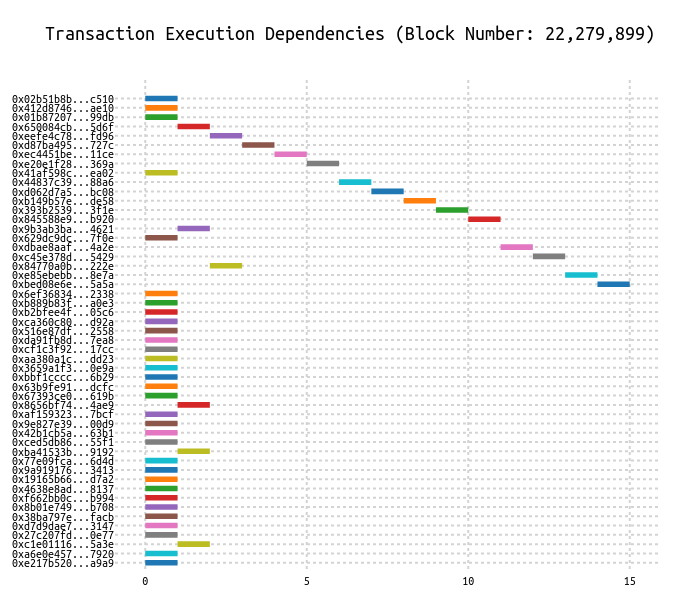 Transaction Execution Dependencies (Block Number: 22,279,899)
0x02b51b8b...c510
0x412d8746...ae10
0x01b87207...99db
0x650084cb...5d6f
0xeefe4c78...fd96
0xd87ba495...727c
0xec4451be...11ce
0xe20e1f28...369a
0x41af598c...ea02
0x44837c39...88a6
0xd062d7a5...bc08
0xb149b57e...de58
0x393b2539...3f1e
0x845588e9...b920
0x9b3ab3ba...4621
0x629dc9dc...7f0e
0xdbae8aaf...4a2e
0xc45e378d...5429
0x84770a0b...222e
0xe85ebebb...8e7a
0xbed08e6e...5a5a
0x6ef36834...2338
0xb889b83f...a0e3
0xb2bfee4f...05c6
0xca360c80...d92a
0x516e87df...2558
0xda91fb8d...7ea8
0xcf1c3f92...17cc
0xaa380a1c...dd23
0x3659a1f3...0e9a
0xbbf1cccc...6b29
0x63b9fe91...dcfc
0x67393ce0...619b
0x8656bf74...4ae9
0xaf159323...7bcf
0x9e827e39...00d9
0x42b1cb5a...63b1
0xced5db86...55f1
0xba41533b...9192
0x77e09fca...6d4d
0x9a919176...3413
0x19165b66...d7a2
0x4638e8ad...8137
0xf662bb0c...b994
0x8b01e749...b708
0x38ba797e...facb
0xd7d9dae7...3147
0x27c207fd...0e77
0xc1e01116...5a3e
0xa6e0e457...7920
0xe217b520...a9a9
0 5 10 15